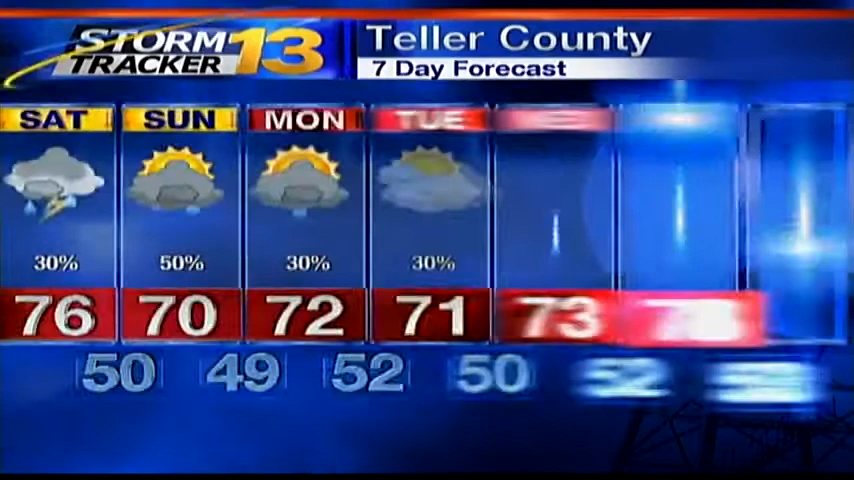 STORM 13 Teller County
TRACKER 7 Day Forecast
SAT SUN MON TUE WED
30% 50% 30% 30%
76 70 72 71 73
50 49 52 50 52